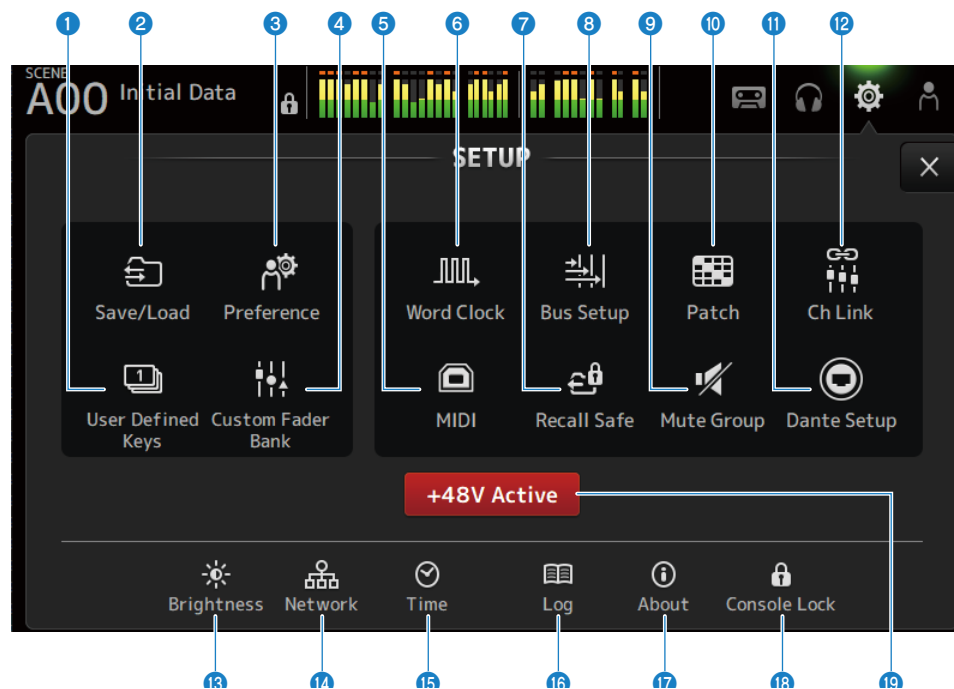 ① ② ③ ④ ⑤ ⑥ ⑦ ⑧ ⑨ ⑩ ⑪ ⑫
SCENE
A00 Initial Data
SETUP
Save/Load Preference Word Clock Bus Setup Patch Ch Link
1
User Defined Keys Custom Fader Bank MIDI Recall Safe Mute Group Dante Setup
+48V Active
Brightness Network Time Log About Console Lock
⑬ ⑭ ⑮ ⑯ ⑰ ⑱ ⑲